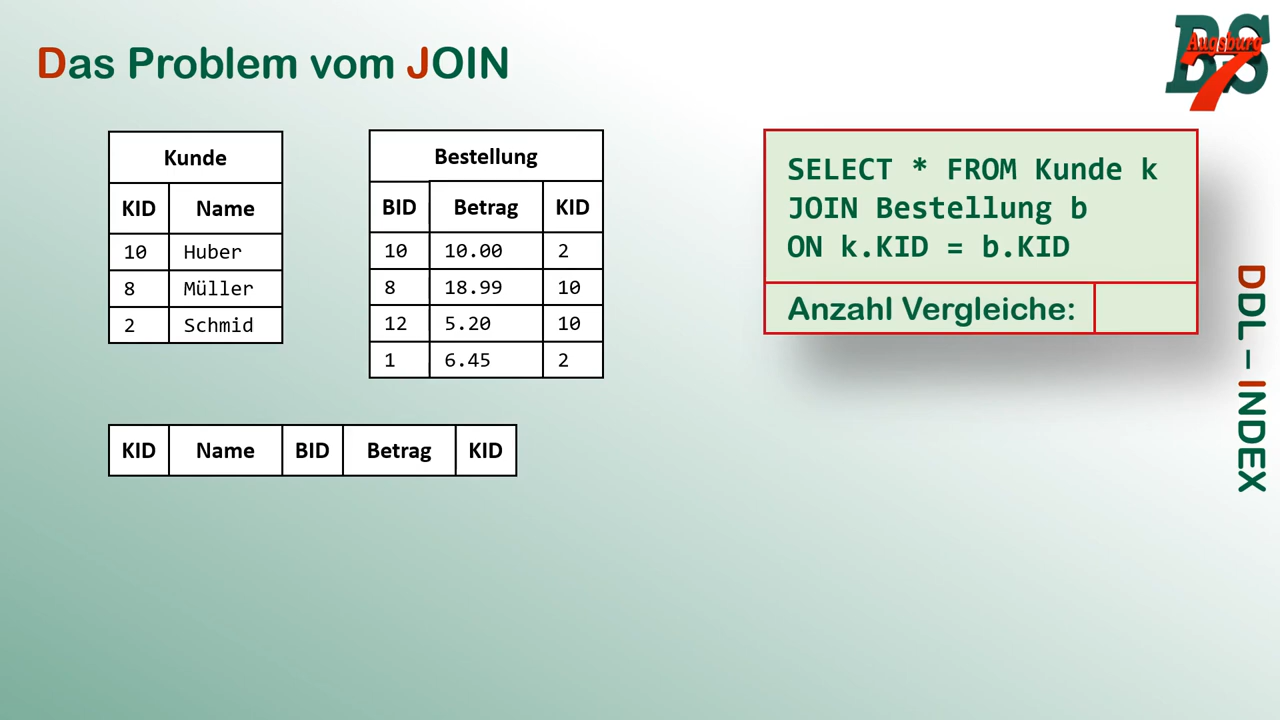 Das Problem vom JOIN
BS
Augsburg
7
Kunde
KID Name
10 Huber
8 Müller
2 Schmid
Bestellung
BID Betrag KID
10 10.00 2
8 18.99 10
12 5.20 10
1 6.45 2
SELECT * FROM Kunde k
JOIN Bestellung b
ON k.KID = b.KID
Anzahl Vergleiche:
KID Name BID Betrag KID
DDL – INDEX